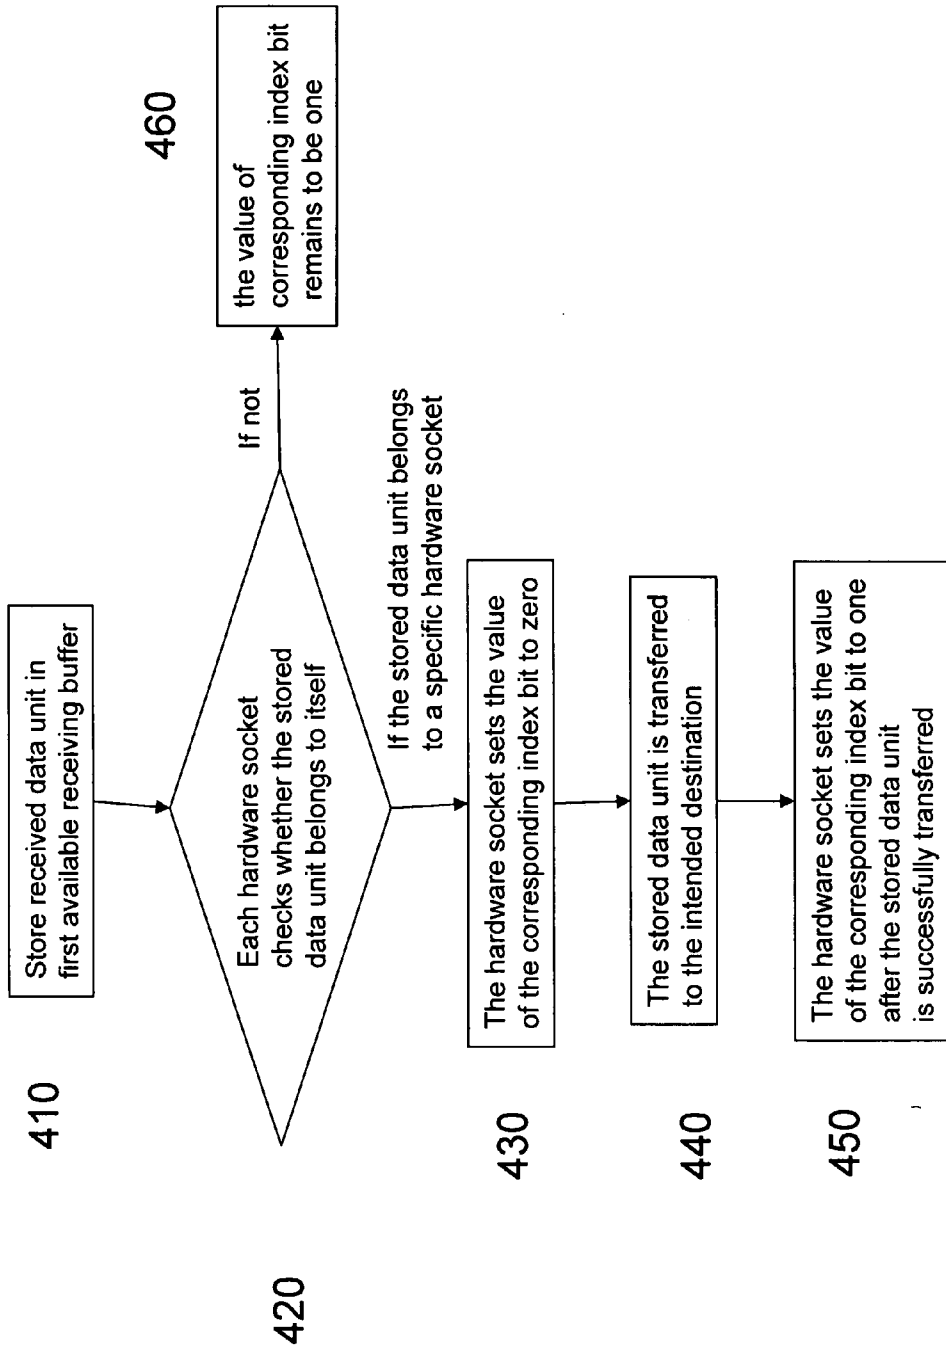 410
Store received data unit in
first available receiving buffer
420
Each hardware socket
checks whether the stored
data unit belongs to itself
If not
460
the value of
corresponding index bit
remains to be one
If the stored data unit belongs
to a specific hardware socket
430
The hardware socket sets the value
of the corresponding index bit to zero
440
The stored data unit is transferred
to the intended destination
450
The hardware socket sets the value
of the corresponding index bit to one
after the stored data unit
is successfully transferred